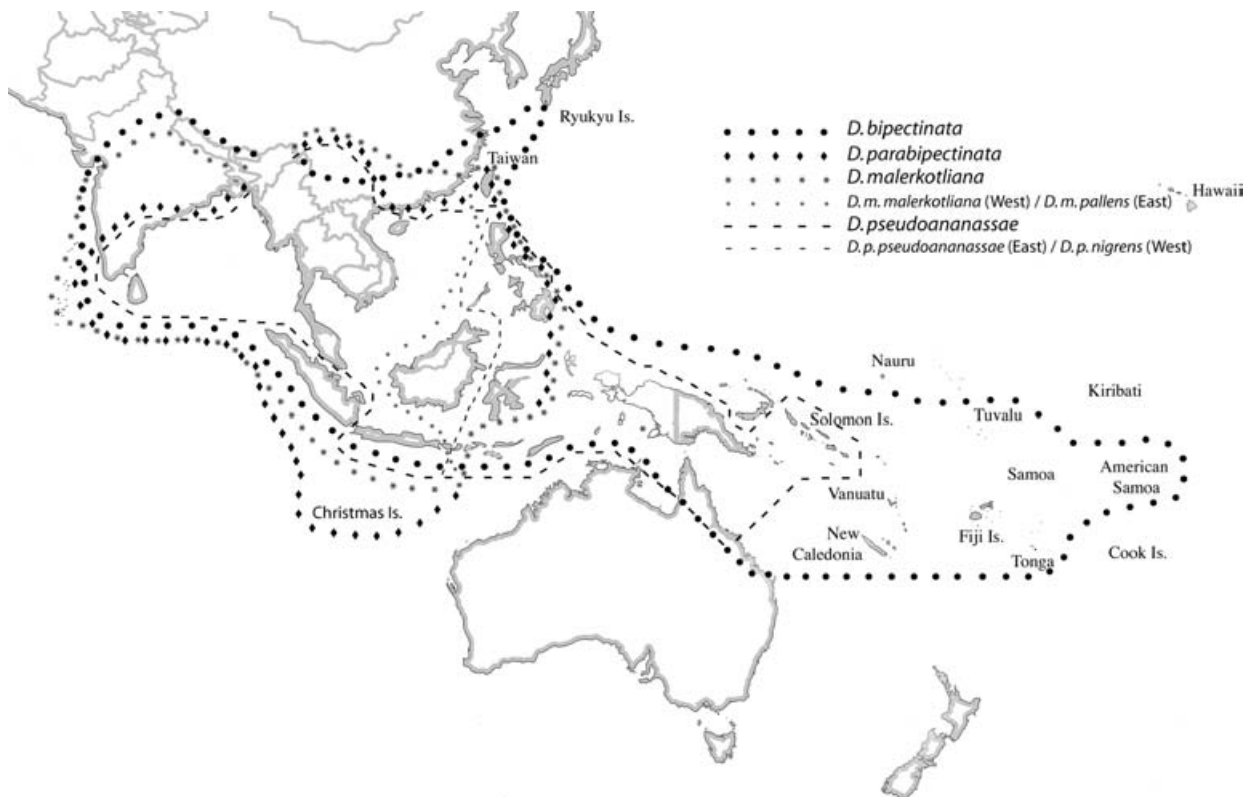 Ryukyu Is.
Taiwan
D. bipectinata
D. parabipectinata
D. malerkotliana
D. m. malerkotliana (West) / D. m. pallens (East)
D. pseudoananassae
D. p. pseudoananassae (East) / D. p. nigrens (West)
Hawaii
Nauru
Kiribati
Solomon Is.
Tuvalu
Samoa
American
Samoa
Vanuatu
Christmas Is.
New
Caledonia
Fiji Is.
Tonga
Cook Is.